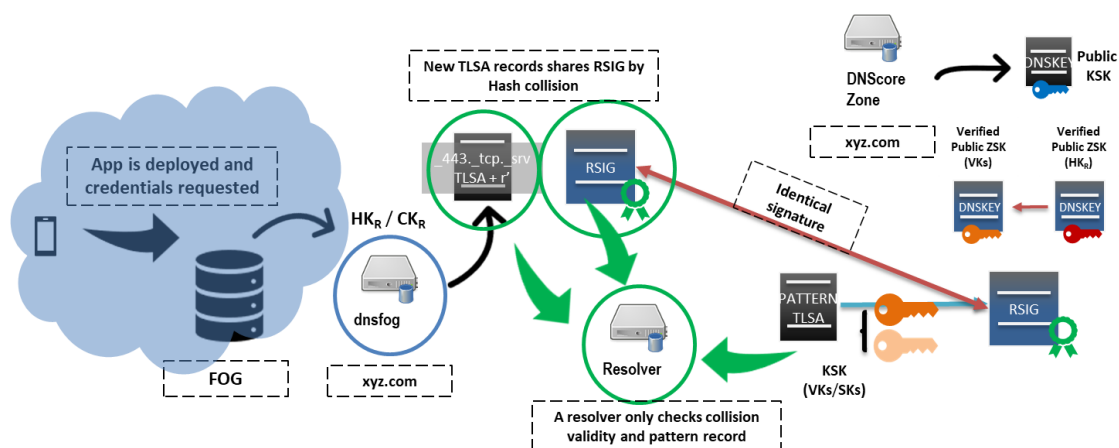 New TLSA records shares RSIG by
Hash collision
DNScore
Zone
DNSKEY
Public
KSK
xyz.com
Verified
Public ZSK
(VKs)
Verified
Public ZSK
(HKR)
DNSKEY
DNSKEY
App is deployed and
credentials requested
_443._tcp._srv
TLSA + r'
RSIG
Identical
signature
HKR / CKR
dnsfog
xyz.com
FOG
Resolver
PATTERN
TLSA
RSIG
KSK
(VKs/SKs)
A resolver only checks collision
validity and pattern record